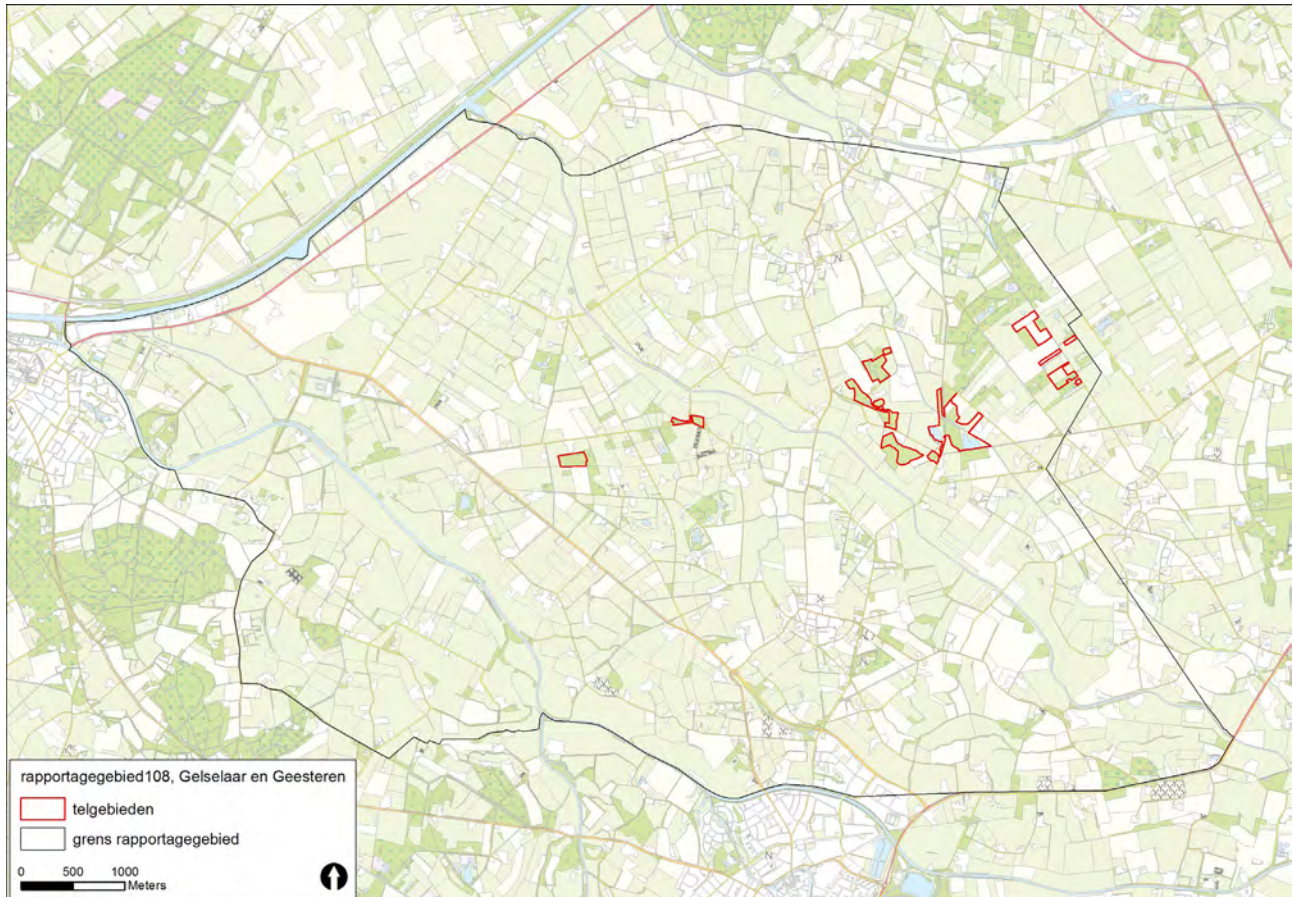 rapportagegebied108, Gelselaar en Geesteren
telgebieden
grens rapportagegebied
0 500 1000
Meters